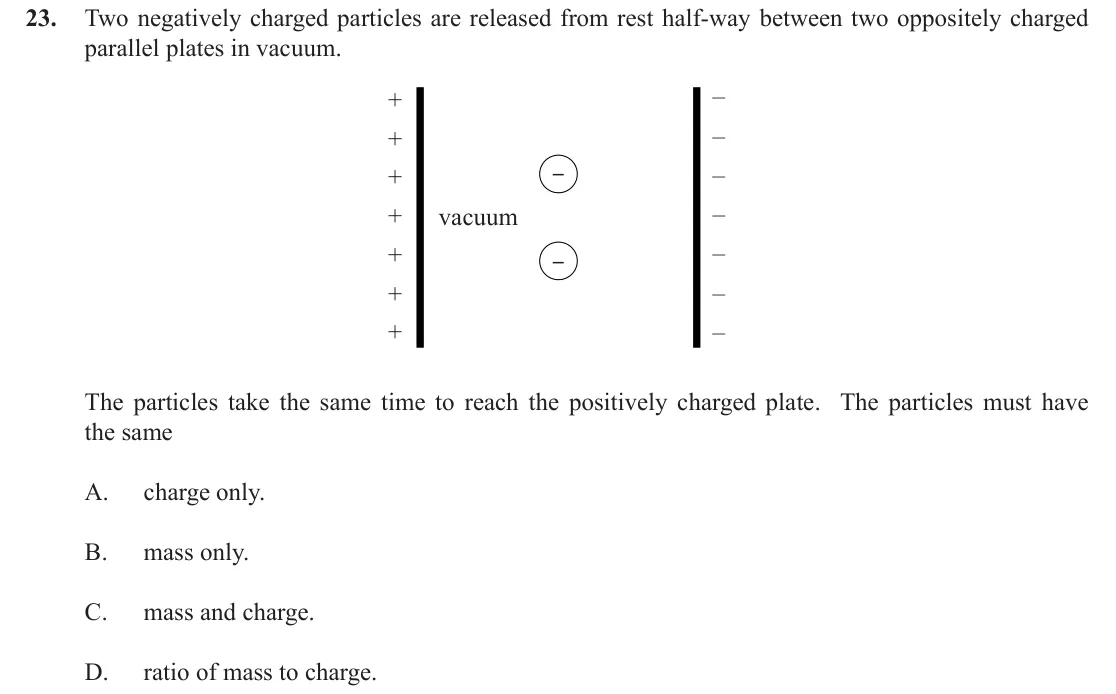 23. Two negatively charged particles are released from rest half-way between two oppositely charged
parallel plates in vacuum.
+ −
+ −
+ − −
+ vacuum −
+ − −
+ −
+ −
The particles take the same time to reach the positively charged plate. The particles must have
the same
A. charge only.
B. mass only.
C. mass and charge.
D. ratio of mass to charge.